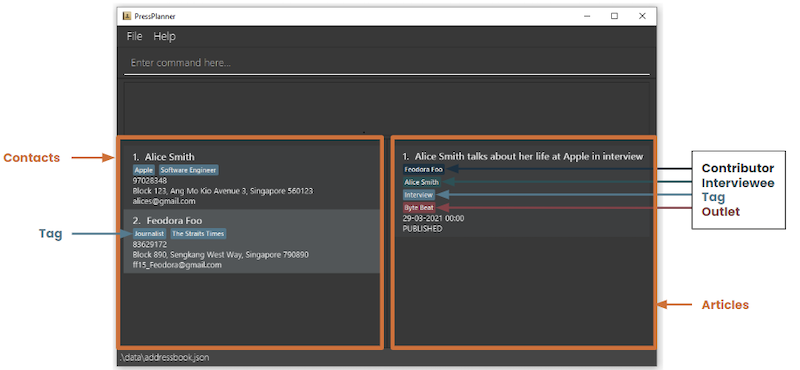 PressPlanner
File Help
Enter command here...
Contacts
1. Alice Smith
Apple Software Engineer
97028348
Block 123, Ang Mo Kio Avenue 3, Singapore 560123
alices@gmail.com
Tag
2. Feodora Foo
Journalist The Straits Times
83629172
Block 890, Sengkang West Way, Singapore 790890
ff15_Feodora@gmail.com
1. Alice Smith talks about her life at Apple in interview
Feodora Foo
Alice Smith
Interview
Byte Beat
29-03-2021 00:00
PUBLISHED
Contributor
Interviewee
Tag
Outlet
Articles
.\data\addressbook.json